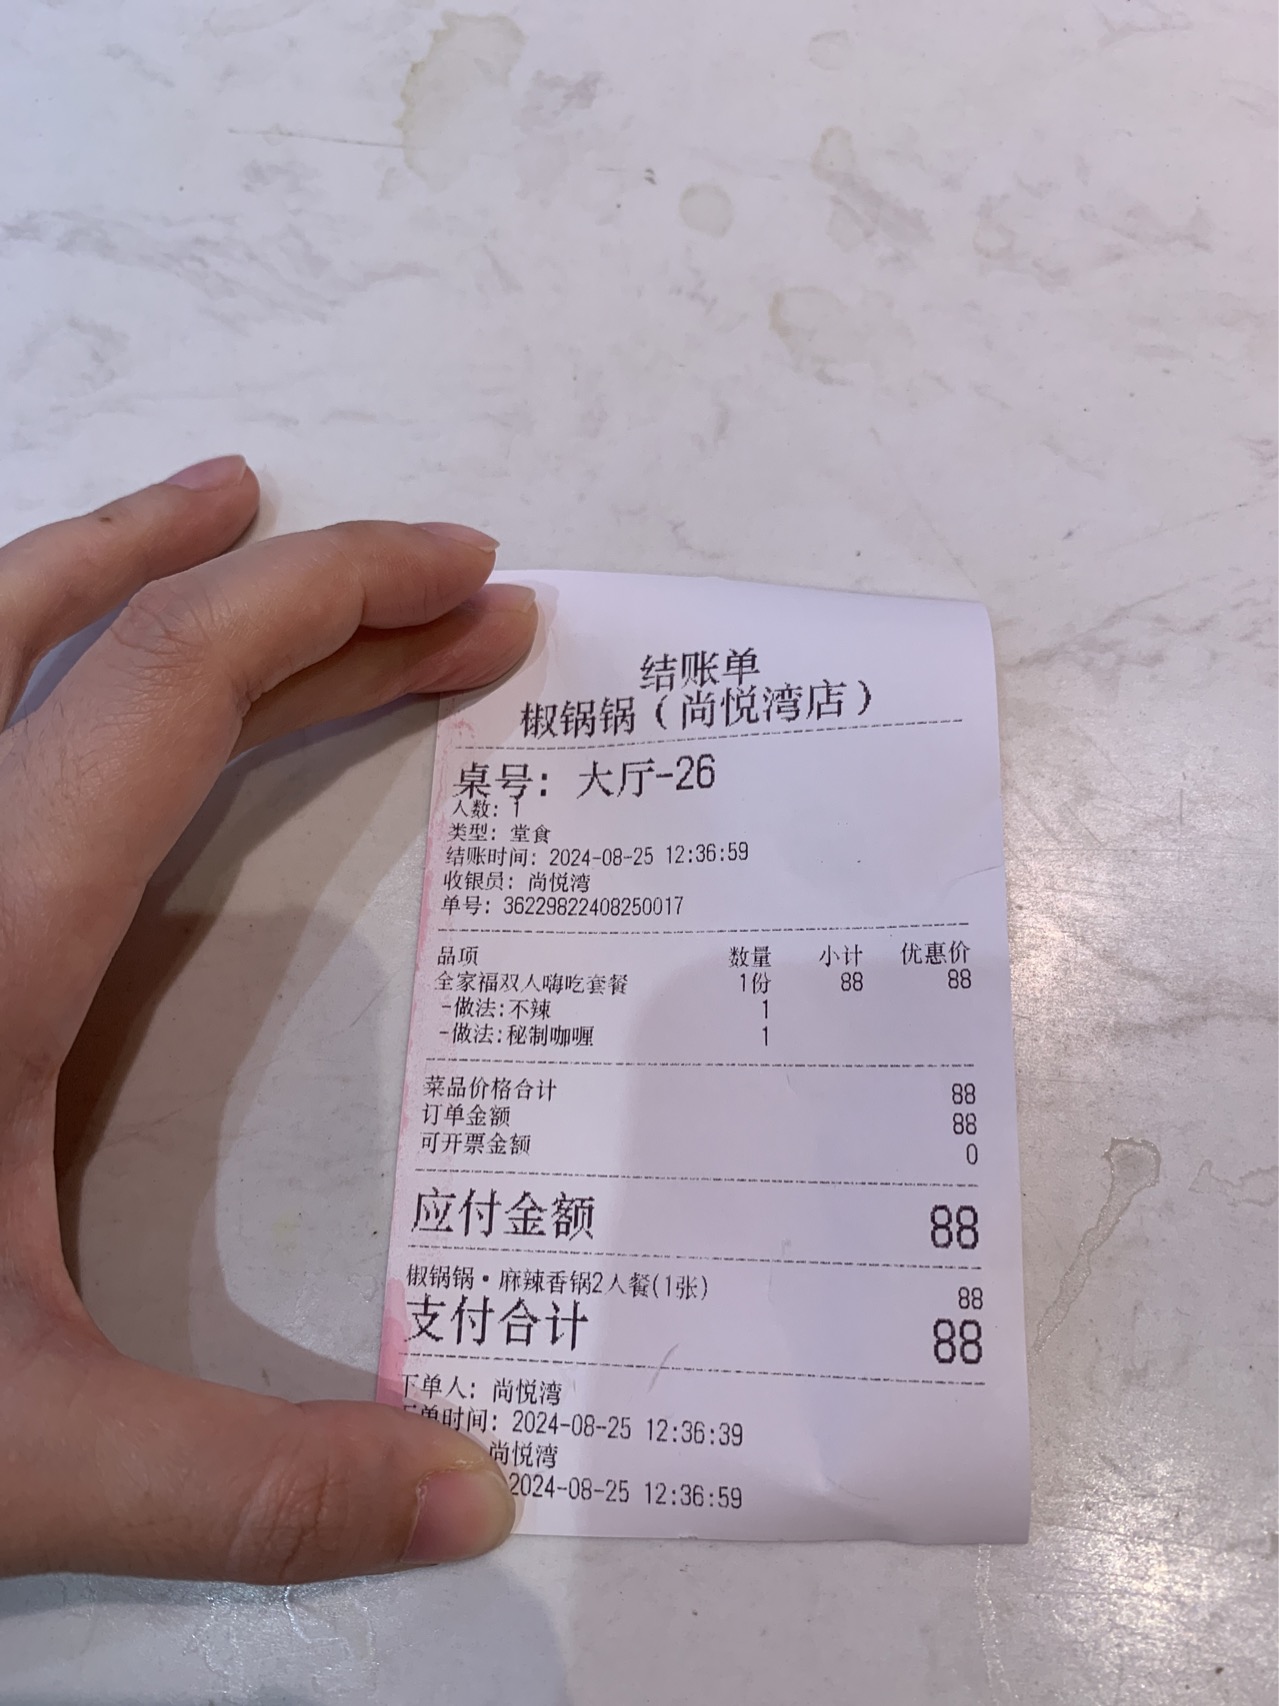 结账单
椒锅锅（尚悦湾店）
桌号：大厅-26
人数：1
类型：堂食
结账时间：2024-08-25 12:36:59
收银员：尚悦湾
单号：36229822408250017
品项 数量 小计 优惠价
全家福双人嗨吃套餐 1份 88 88
-做法:不辣 1
-做法:秘制咖喱 1
菜品价格合计 88
订单金额 88
可开票金额 0
应付金额 88
椒锅锅·麻辣香锅2人餐(1张) 88
支付合计 88
下单人：尚悦湾
下单时间：2024-08-25 12:36:39
尚悦湾
2024-08-25 12:36:59